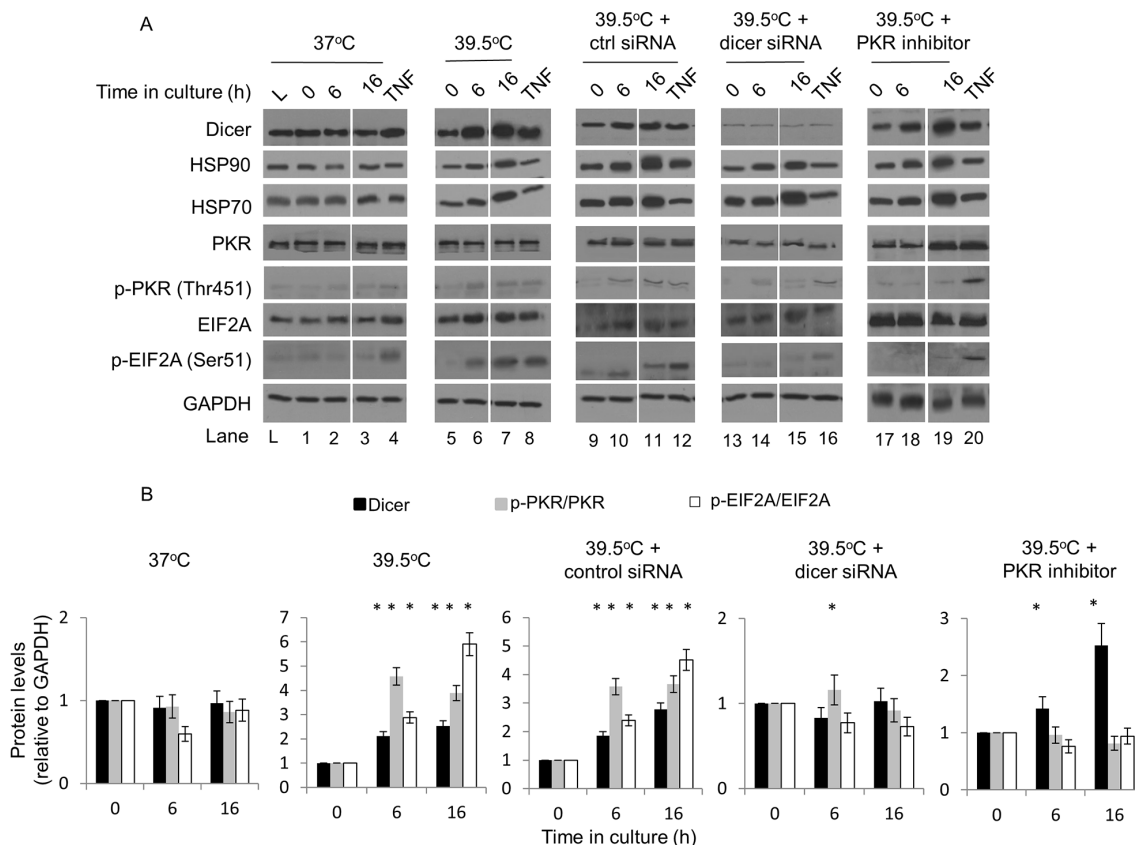 A
37°C
39.5°C
39.5°C +
ctrl siRNA
39.5°C +
dicer siRNA
39.5°C +
PKR inhibitor
Time in culture (h) L 0 6 16 TNF 0 6 16 TNF 0 6 16 TNF 0 6 16 TNF 0 6 16 TNF
Dicer
HSP90
HSP70
PKR
p-PKR (Thr451)
EIF2A
p-EIF2A (Ser51)
GAPDH
Lane L 1 2 3 4 5 6 7 8 9 10 11 12 13 14 15 16 17 18 19 20
B
Dicer p-PKR/PKR p-EIF2A/EIF2A
37°C
39.5°C
39.5°C +
control siRNA
39.5°C +
dicer siRNA
39.5°C +
PKR inhibitor
Protein levels
(relative to GAPDH)
2
1
0
0 6 16
7
6
5
4
3
2
1
0
* * * * * *
0 6 16
6
5
4
3
2
1
0
* * * * * *
0 6 16
2
1
0
*
0 6 16
3
2
1
0
* *
0 6 16
Time in culture (h)